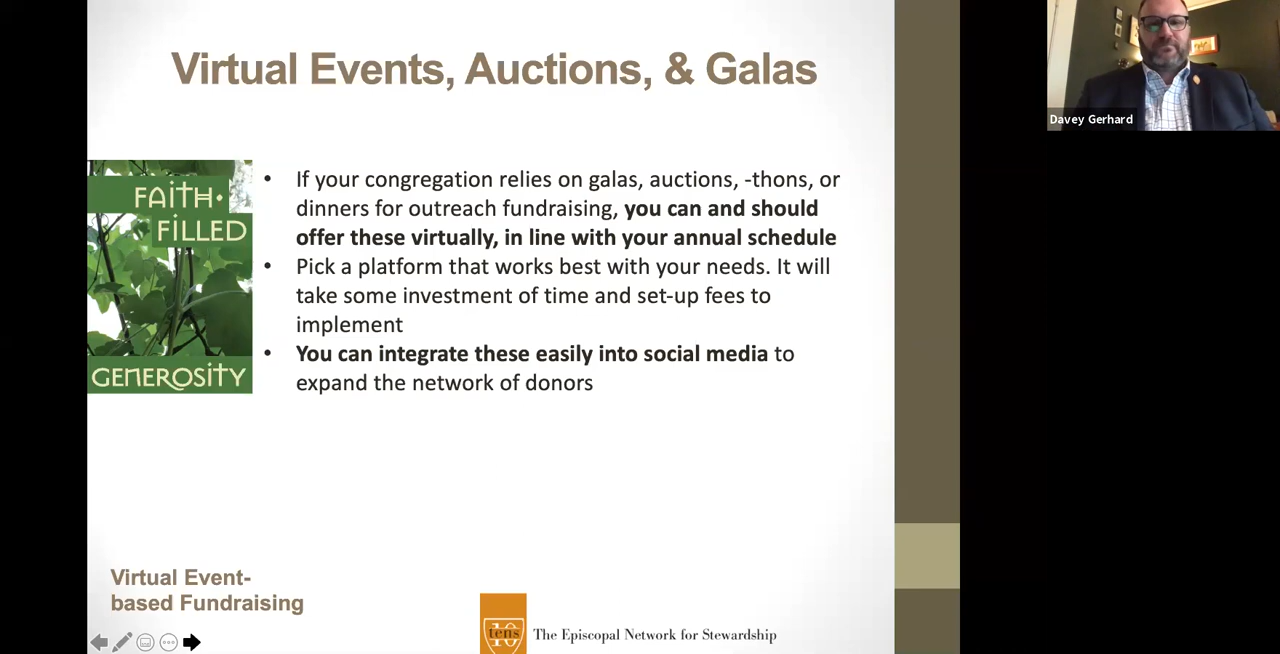 Virtual Events, Auctions, & Galas
Davey Gerhard
FAITH·
FILLED
GENEROSITY
• If your congregation relies on galas, auctions, -thons, or
dinners for outreach fundraising, you can and should
offer these virtually, in line with your annual schedule
• Pick a platform that works best with your needs. It will
take some investment of time and set-up fees to
implement
• You can integrate these easily into social media to
expand the network of donors
Virtual Event-
based Fundraising
tens
The Episcopal Network for Stewardship